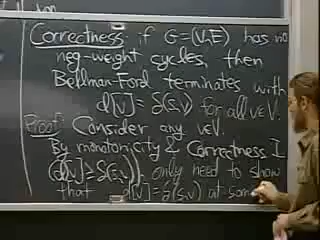 Correctness: if G=(V,E) has no
neg-weight cycles, then
Bellman-Ford terminates with
d[v] = δ(s,v) for all v∈V.
Proof: Consider any v∈V.
By monotonicity & Correctness I
(d[v] ≥ δ(s,v)), only need to show
that d[v] = δ(s,v) at som